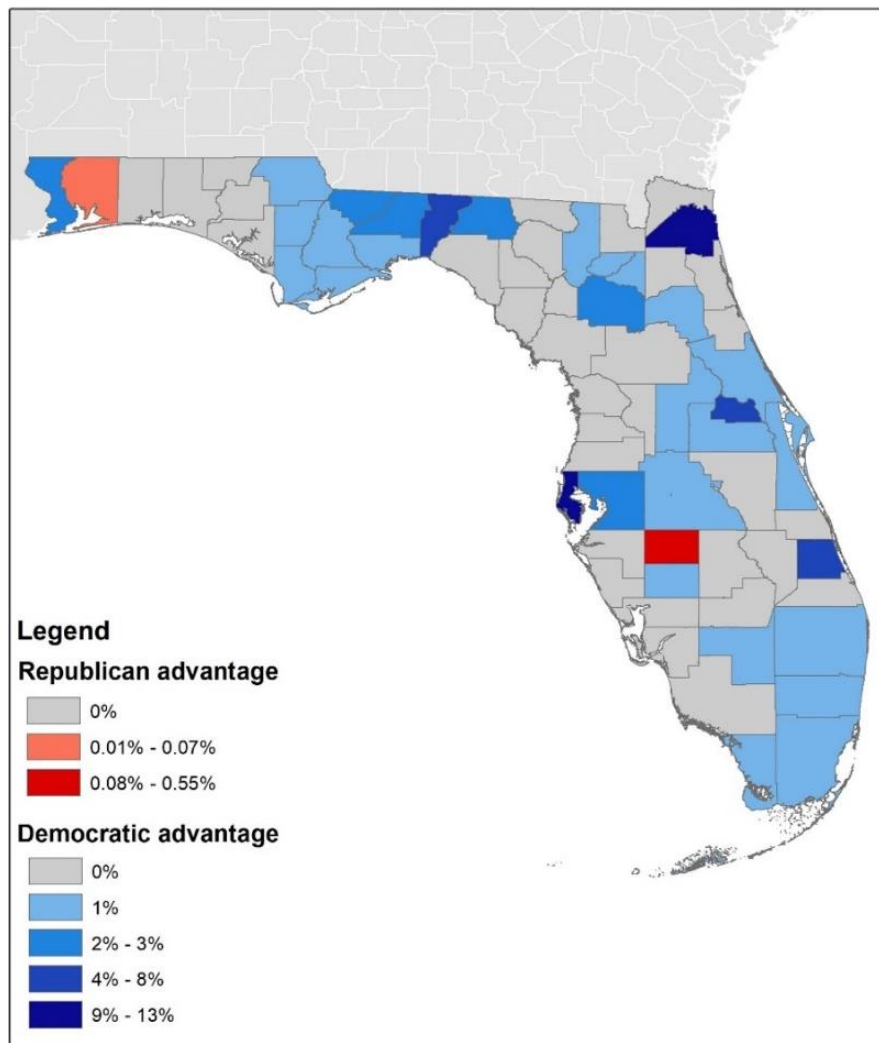 Legend
Republican advantage
0%
0.01% - 0.07%
0.08% - 0.55%
Democratic advantage
0%
1%
2% - 3%
4% - 8%
9% - 13%